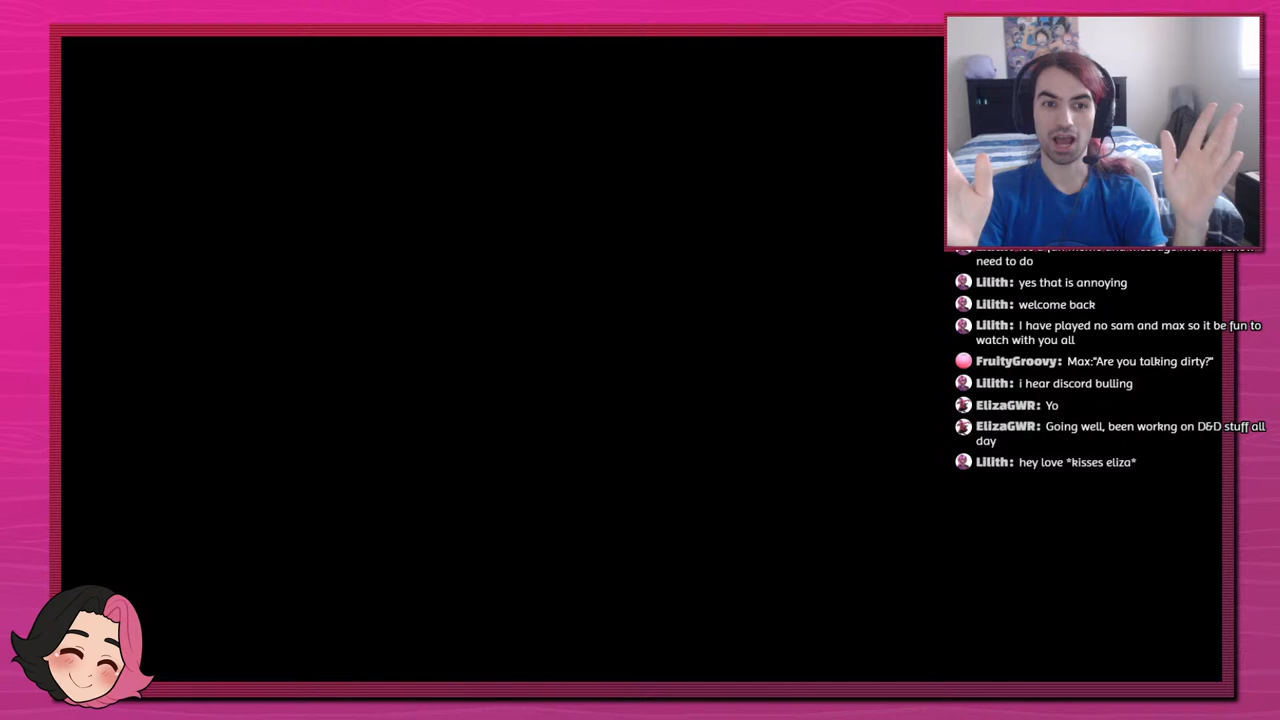 need to do
Lilith: yes that is annoying
Lilith: welcome back
Lilith: I have played no sam and max so it be fun to
watch with you all
FruityGroovy: Max:"Are you talking dirty?"
Lilith: i hear discord bulling
ElizaGWR: Yo
ElizaGWR: Going well, been workng on D&D stuff all
day
Lilith: hey love *kisses eliza*